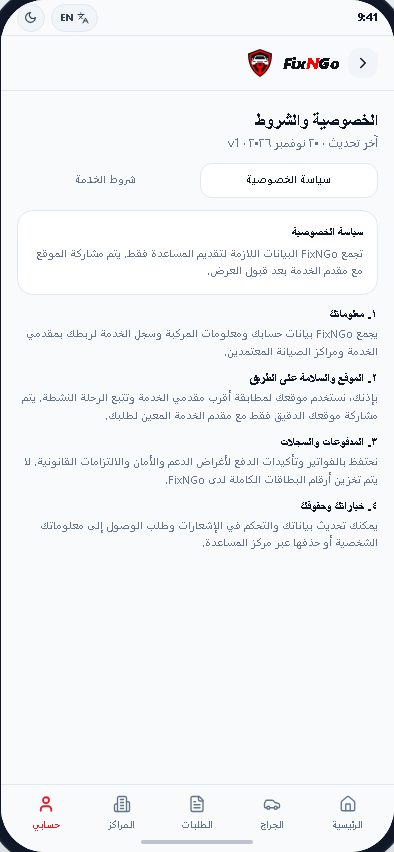 9:41
EN
FixNGo
الخصوصية والشروط
آخر تحديث · ٢٠ نوفمبر ٢٠٢٦ · v1
سياسة الخصوصية
شروط الخدمة
سياسة الخصوصية
تجمع FixNGo البيانات اللازمة لتقديم المساعدة فقط. يتم مشاركة الموقع
مع مقدم الخدمة بعد قبول العرض.
١. معلوماتك
يجمع FixNGo بيانات حسابك ومعلومات المركبة وسجل الخدمة لربطك بمقدمي
الخدمة ومراكز الصيانة المعتمدين.
٢. الموقع والسلامة على الطريق
بإذنك، نستخدم موقعك لمطابقة أقرب مقدمي الخدمة وتتبع الرحلة النشطة. يتم
مشاركة موقعك الدقيق فقط مع مقدم الخدمة المعين لطلبك.
٣. المدفوعات والسجلات
نحتفظ بالفواتير وتأكيدات الدفع لأغراض الدعم والأمان والالتزامات القانونية. لا
يتم تخزين أرقام البطاقات الكاملة لدى FixNGo.
٤. خياراتك وحقوقك
يمكنك تحديث بياناتك والتحكم في الإشعارات وطلب الوصول إلى معلوماتك
الشخصية أو حذفها عبر مركز المساعدة.
الرئيسية
الجراج
الطلبات
المراكز
حسابي